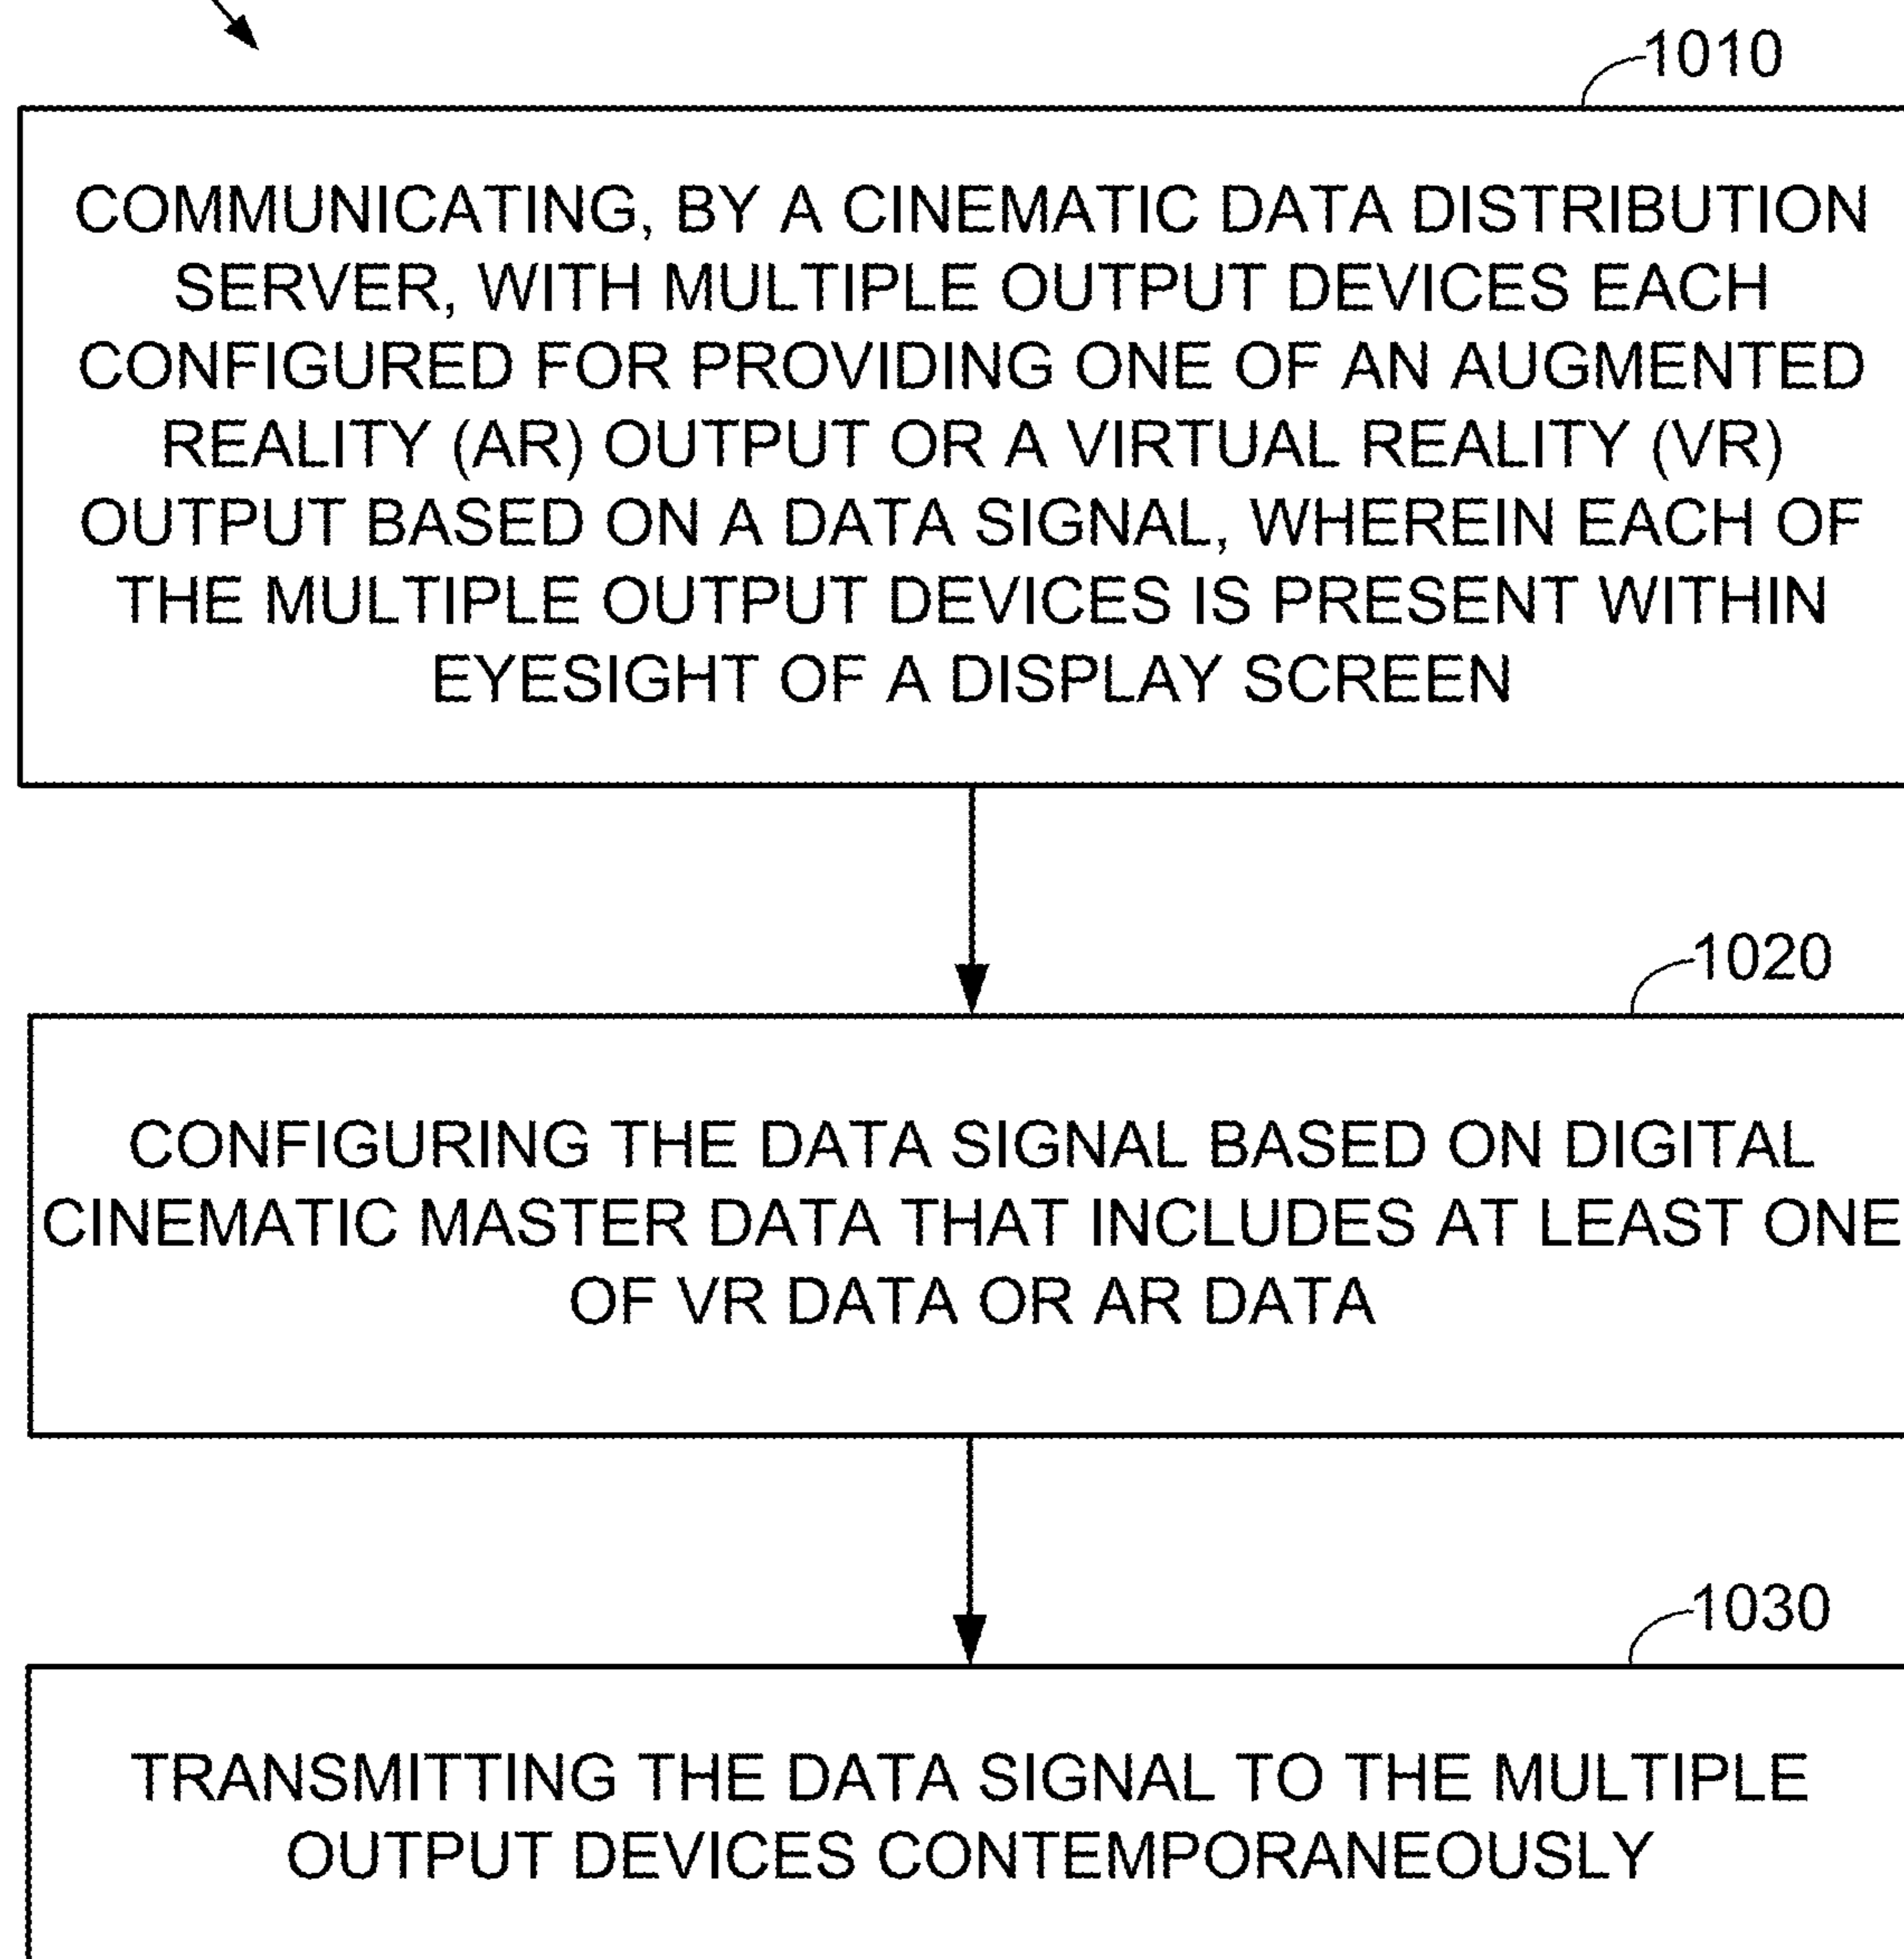 1010
COMMUNICATING, BY A CINEMATIC DATA DISTRIBUTION
SERVER, WITH MULTIPLE OUTPUT DEVICES EACH
CONFIGURED FOR PROVIDING ONE OF AN AUGMENTED
REALITY (AR) OUTPUT OR A VIRTUAL REALITY (VR)
OUTPUT BASED ON A DATA SIGNAL, WHEREIN EACH OF
THE MULTIPLE OUTPUT DEVICES IS PRESENT WITHIN
EYESIGHT OF A DISPLAY SCREEN
1020
CONFIGURING THE DATA SIGNAL BASED ON DIGITAL
CINEMATIC MASTER DATA THAT INCLUDES AT LEAST ONE
OF VR DATA OR AR DATA
1030
TRANSMITTING THE DATA SIGNAL TO THE MULTIPLE
OUTPUT DEVICES CONTEMPORANEOUSLY